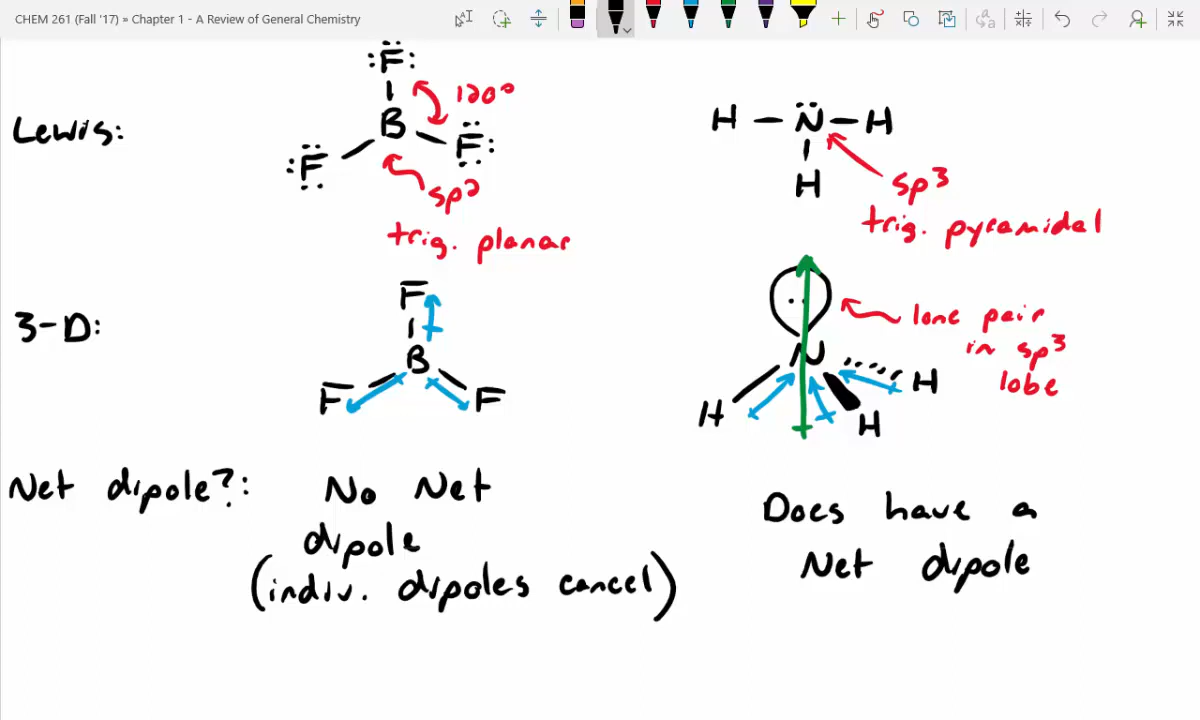 CHEM 261 (Fall '17) » Chapter 1 - A Review of General Chemistry
Lewis:
F
B
F
F
120°
sp2
trig. planar
H - N - H
H
sp3
trig. pyramidal
3-D:
F
B
F
F
N
H
H
H
lone pair
in sp3
lobe
Net dipole?:
No Net
dipole
(indiv. dipoles cancel)
Does have a
Net dipole